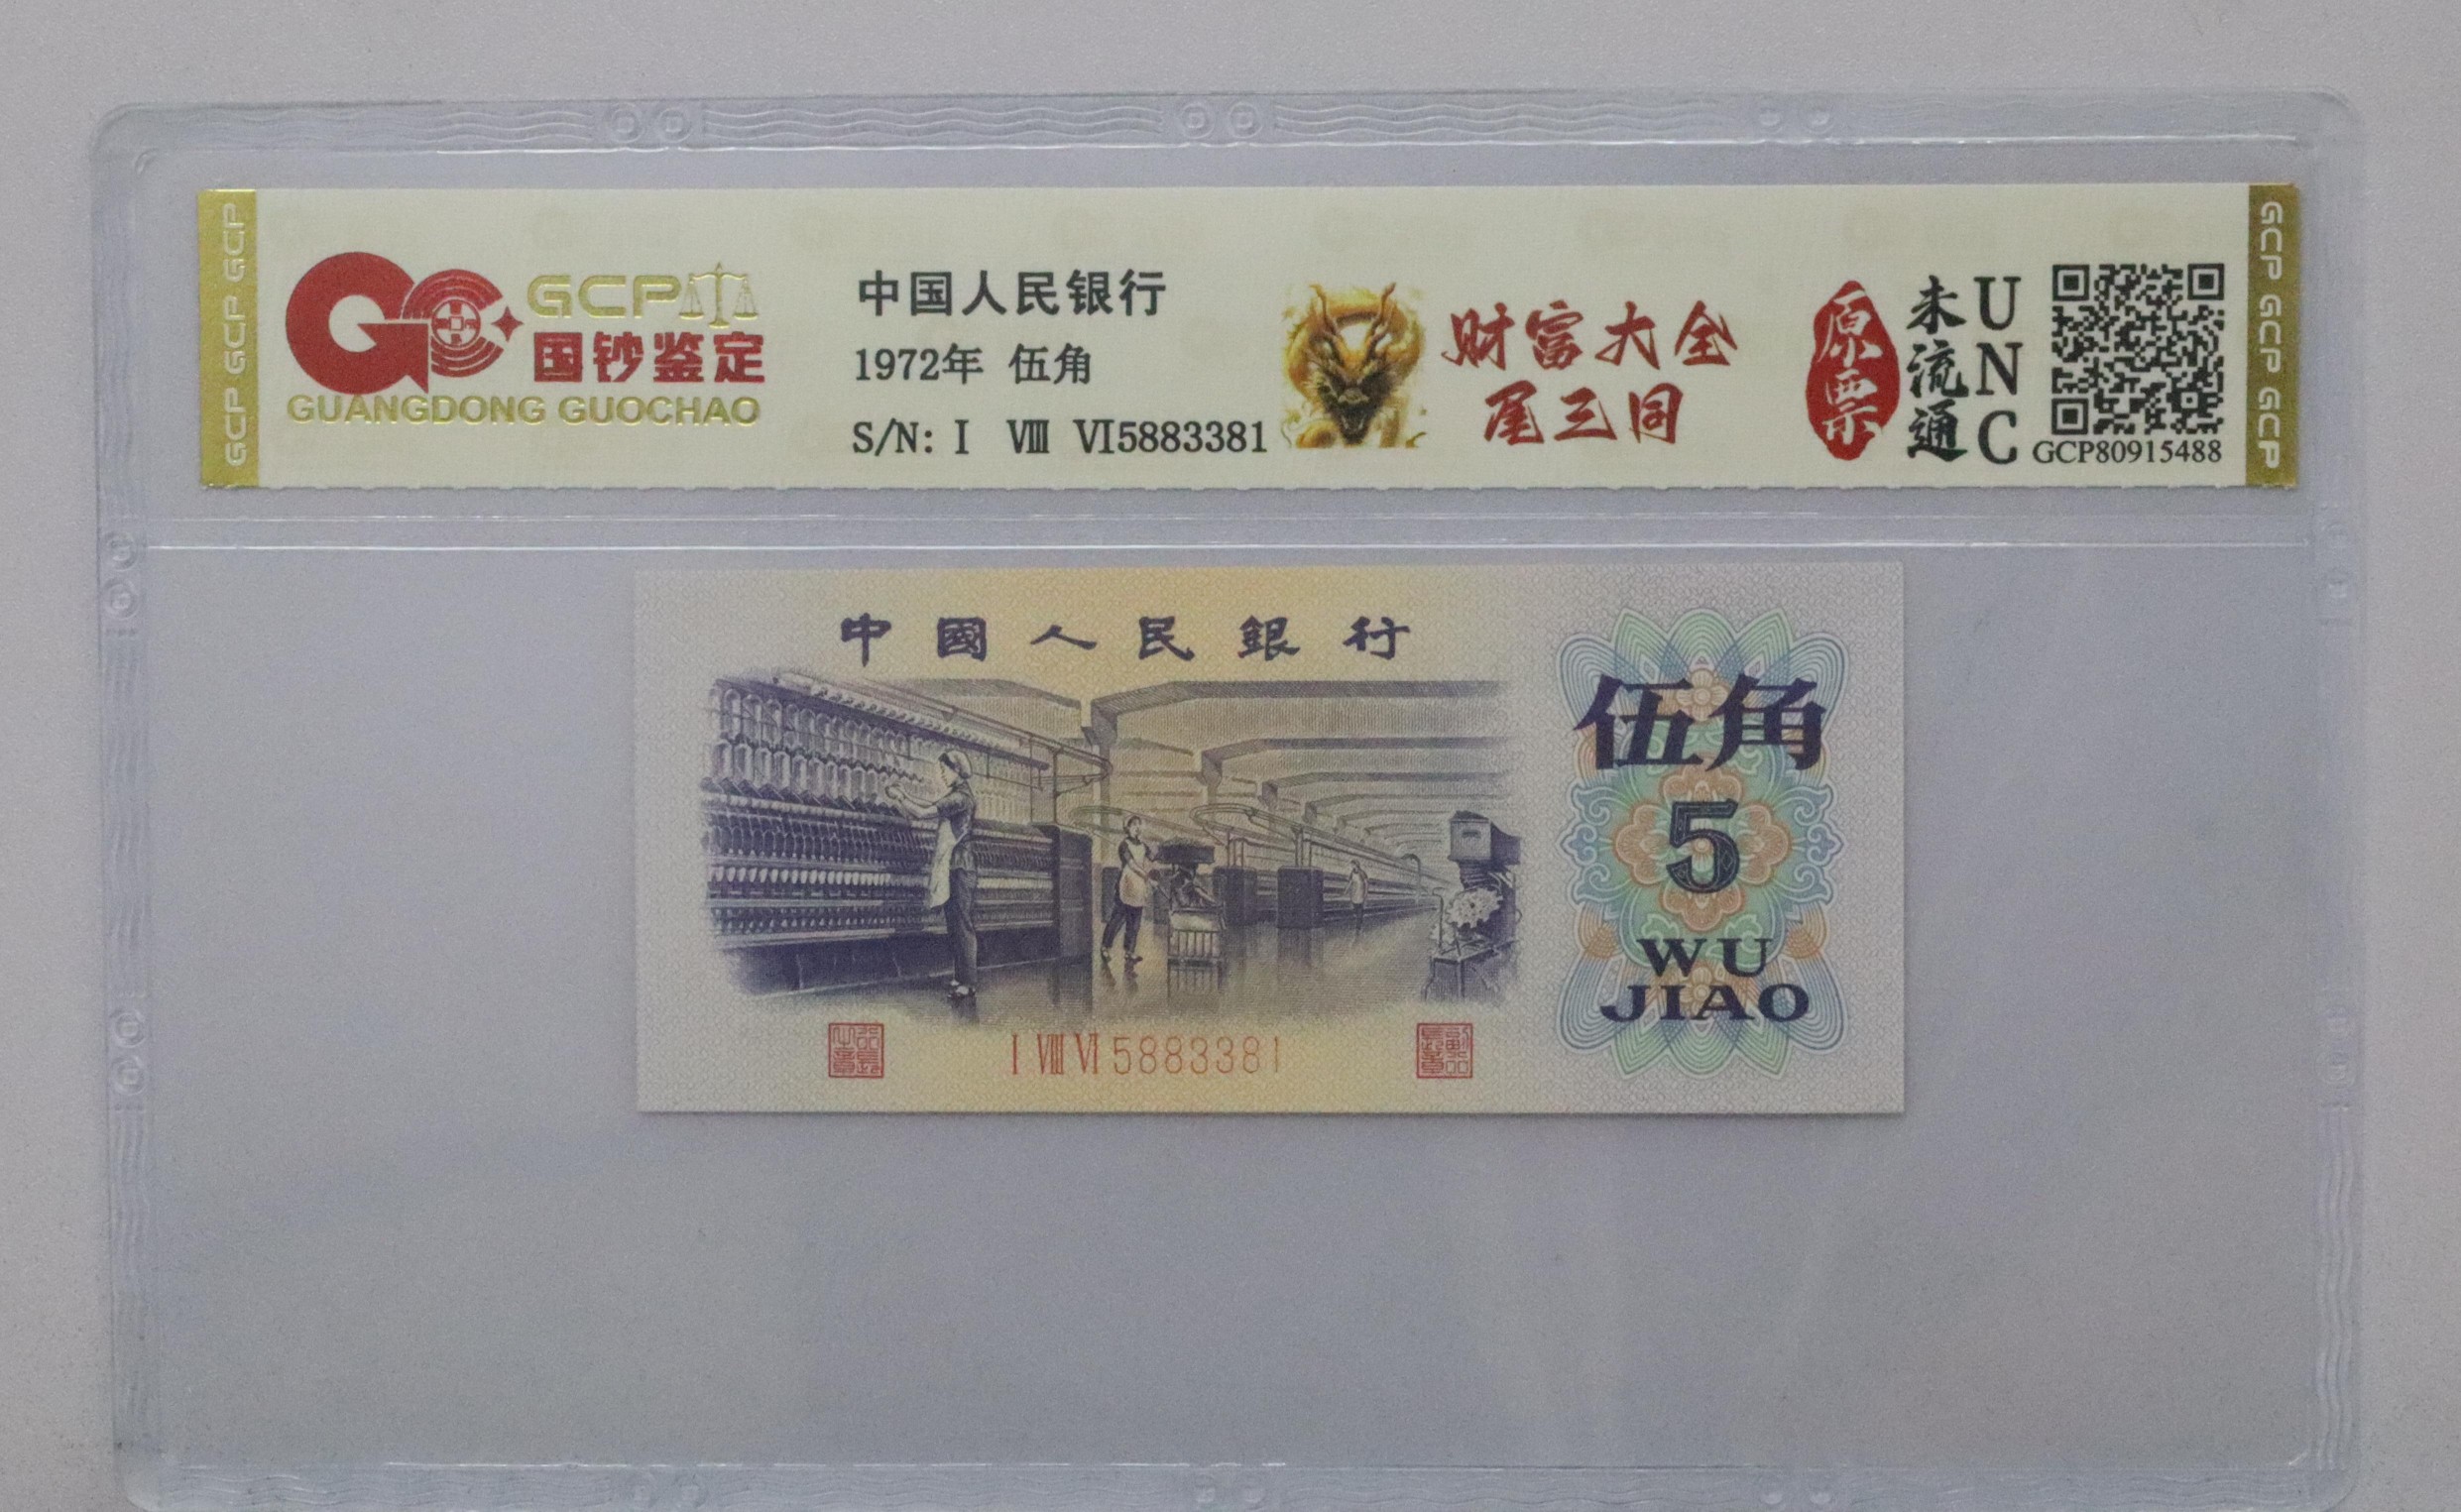 GCP GCP GCP
GCP
国钞鉴定
GUANGDONG GUOCHAO
中国人民银行
1972年 伍角
S/N: I VIII VI5883381
财富大全
尾三同
原票
未流通
UNC
GCP80915488
GCP GCP GCP
中國人民銀行
伍角
5
WU
JIAO
I VIII VI 5883381